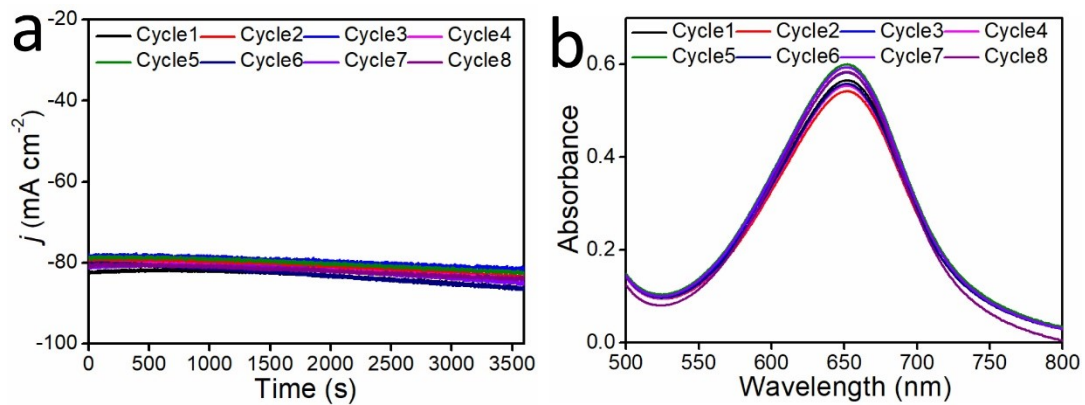 a
Cycle1 Cycle2 Cycle3 Cycle4
Cycle5 Cycle6 Cycle7 Cycle8
-20
-40
-60
-80
-100
j (mA cm⁻²)
0 500 1000 1500 2000 2500 3000 3500
Time (s)
b
Cycle1 Cycle2 Cycle3 Cycle4
Cycle5 Cycle6 Cycle7 Cycle8
0.6
0.4
0.2
0.0
Absorbance
500 550 600 650 700 750 800
Wavelength (nm)